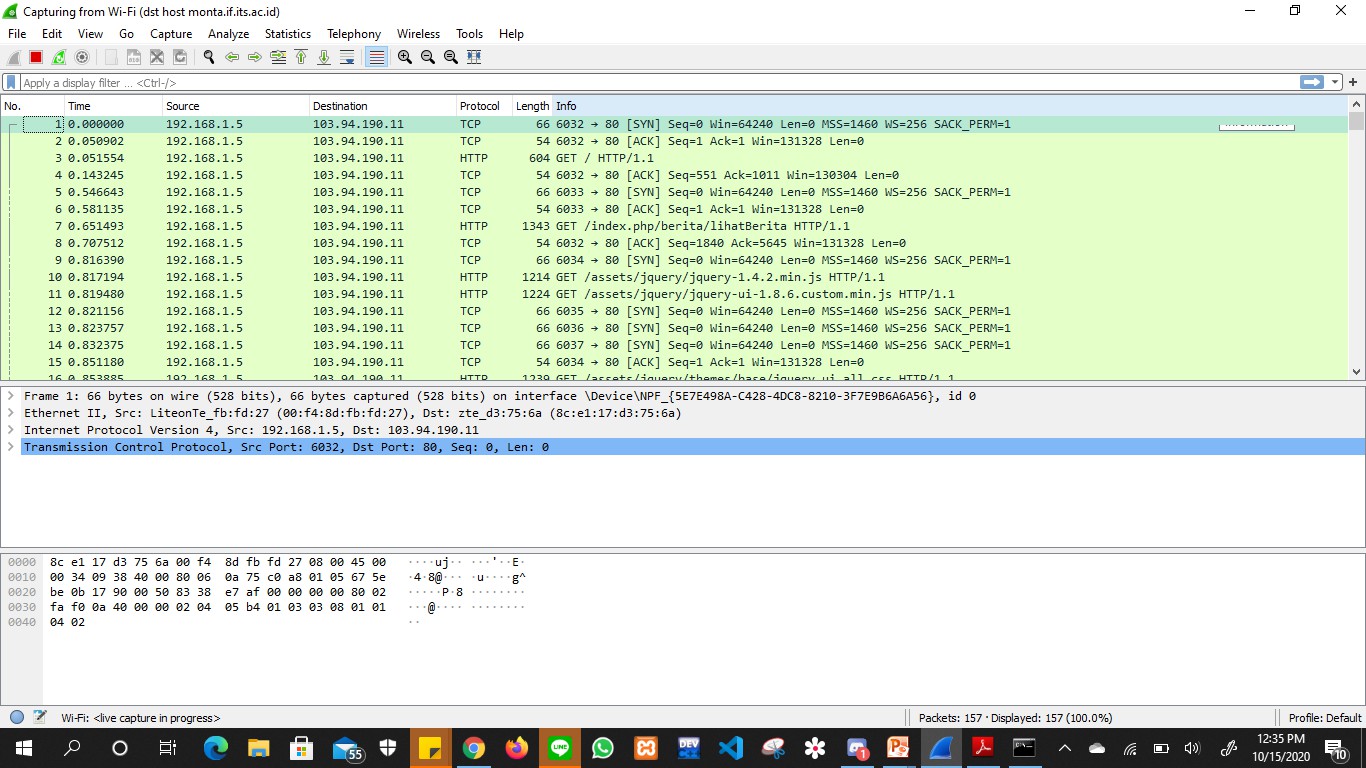 Capturing from Wi-Fi (dst host monta.if.its.ac.id)
File Edit View Go Capture Analyze Statistics Telephony Wireless Tools Help
Apply a display filter ... <Ctrl-/>
No. Time Source Destination Protocol Length Info
1 0.000000 192.168.1.5 103.94.190.11 TCP 66 6032 → 80 [SYN] Seq=0 Win=64240 Len=0 MSS=1460 WS=256 SACK_PERM=1
2 0.050902 192.168.1.5 103.94.190.11 TCP 54 6032 → 80 [ACK] Seq=1 Ack=1 Win=131328 Len=0
3 0.051554 192.168.1.5 103.94.190.11 HTTP 604 GET / HTTP/1.1
4 0.143245 192.168.1.5 103.94.190.11 TCP 54 6032 → 80 [ACK] Seq=551 Ack=1011 Win=130304 Len=0
5 0.546643 192.168.1.5 103.94.190.11 TCP 66 6033 → 80 [SYN] Seq=0 Win=64240 Len=0 MSS=1460 WS=256 SACK_PERM=1
6 0.581135 192.168.1.5 103.94.190.11 TCP 54 6033 → 80 [ACK] Seq=1 Ack=1 Win=131328 Len=0
7 0.651493 192.168.1.5 103.94.190.11 HTTP 1343 GET /index.php/berita/lihatBerita HTTP/1.1
8 0.707512 192.168.1.5 103.94.190.11 TCP 54 6032 → 80 [ACK] Seq=1840 Ack=5645 Win=131328 Len=0
9 0.816390 192.168.1.5 103.94.190.11 TCP 66 6034 → 80 [SYN] Seq=0 Win=64240 Len=0 MSS=1460 WS=256 SACK_PERM=1
10 0.817194 192.168.1.5 103.94.190.11 HTTP 1214 GET /assets/jquery/jquery-1.4.2.min.js HTTP/1.1
11 0.819480 192.168.1.5 103.94.190.11 HTTP 1224 GET /assets/jquery/jquery-ui-1.8.6.custom.min.js HTTP/1.1
12 0.821156 192.168.1.5 103.94.190.11 TCP 66 6035 → 80 [SYN] Seq=0 Win=64240 Len=0 MSS=1460 WS=256 SACK_PERM=1
13 0.823757 192.168.1.5 103.94.190.11 TCP 66 6036 → 80 [SYN] Seq=0 Win=64240 Len=0 MSS=1460 WS=256 SACK_PERM=1
14 0.832375 192.168.1.5 103.94.190.11 TCP 66 6037 → 80 [SYN] Seq=0 Win=64240 Len=0 MSS=1460 WS=256 SACK_PERM=1
15 0.851180 192.168.1.5 103.94.190.11 TCP 54 6034 → 80 [ACK] Seq=1 Ack=1 Win=131328 Len=0
16 0.853885 192.168.1.5 103.94.190.11 HTTP 1239 GET /assets/jquery/themes/base/jquery.ui.all.css HTTP/1.1
Frame 1: 66 bytes on wire (528 bits), 66 bytes captured (528 bits) on interface \Device\NPF_{5E7E498A-C428-4DC8-8210-3F7E9B6A6A56}, id 0
Ethernet II, Src: LiteonTe_fb:fd:27 (00:f4:8d:fb:fd:27), Dst: zte_d3:75:6a (8c:e1:17:d3:75:6a)
Internet Protocol Version 4, Src: 192.168.1.5, Dst: 103.94.190.11
Transmission Control Protocol, Src Port: 6032, Dst Port: 80, Seq: 0, Len: 0
0000 8c e1 17 d3 75 6a 00 f4 8d fb fd 27 08 00 45 00 ····uj·· ···'··E·
0010 00 34 09 38 40 00 80 06 0a 75 c0 a8 01 05 67 5e ·4·8@··· ·u····g^
0020 be 0b 17 90 00 50 83 38 e7 af 00 00 00 00 80 02 ·····P·8 ········
0030 fa f0 0a 40 00 00 02 04 05 b4 01 03 03 08 01 01 ···@···· ········
0040 04 02 ··
Wi-Fi: <live capture in progress> Packets: 157 · Displayed: 157 (100.0%) Profile: Default
55
LINE
DEV
1
12:35 PM
10/15/2020
10